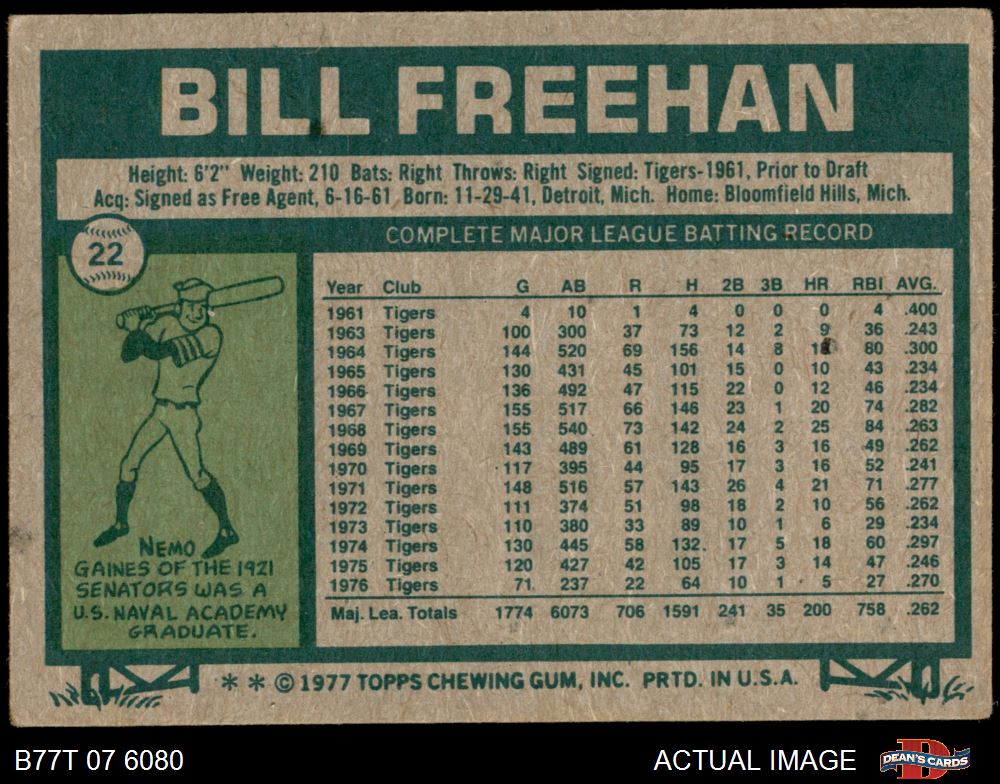 BILL FREEHAN
Height: 6'2" Weight: 210 Bats: Right Throws: Right Signed: Tigers-1961, Prior to Draft
Acq: Signed as Free Agent, 6-16-61 Born: 11-29-41, Detroit, Mich. Home: Bloomfield Hills, Mich.
22
COMPLETE MAJOR LEAGUE BATTING RECORD
Year Club G AB R H 2B 3B HR RBI AVG.
1961 Tigers 4 10 1 4 0 0 0 4 .400
1963 Tigers 100 300 37 73 12 2 9 36 .243
1964 Tigers 144 520 69 156 14 8 18 80 .300
1965 Tigers 130 431 45 101 15 0 10 43 .234
1966 Tigers 136 492 47 115 22 0 12 46 .234
1967 Tigers 155 517 66 146 23 1 20 74 .282
1968 Tigers 155 540 73 142 24 2 25 84 .263
1969 Tigers 143 489 61 128 16 3 16 49 .262
1970 Tigers 117 395 44 95 17 3 16 52 .241
1971 Tigers 148 516 57 143 26 4 21 71 .277
1972 Tigers 111 374 51 98 18 2 10 56 .262
1973 Tigers 110 380 33 89 10 1 6 29 .234
1974 Tigers 130 445 58 132 17 5 18 60 .297
1975 Tigers 120 427 42 105 17 3 14 47 .246
1976 Tigers 71 237 22 64 10 1 5 27 .270
Maj. Lea. Totals 1774 6073 706 1591 241 35 200 758 .262
NEMO
GAINES OF THE 1921
SENATORS WAS A
U.S. NAVAL ACADEMY
GRADUATE.
* * © 1977 TOPPS CHEWING GUM, INC. PRTD. IN U.S.A.
B77T 07 6080
ACTUAL IMAGE
D
DEAN'S CARDS